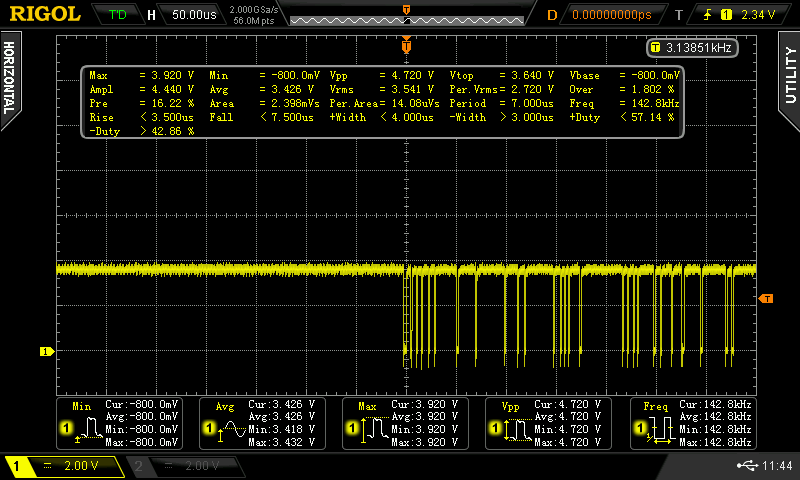 RIGOL T'D H 50.00us 2.000GSa/s 56.0M pts T D 0.00000000ps T 1 2.34 V
HORIZONTAL
UTILITY
T 3.13851kHz
Max = 3.920 V Min = -800.0mV Vpp = 4.720 V Vtop = 3.640 V Vbase = -800.0mV
Ampl = 4.440 V Avg = 3.426 V Vrms = 3.541 V Per.Vrms= 2.720 V Over = 1.802 %
Pre = 16.22 % Area = 2.398mVs Per.Area= 14.08uVs Period = 7.000us Freq = 142.8kHz
Rise < 3.500us Fall < 7.500us +Width < 4.000us -Width > 3.000us +Duty < 57.14 %
-Duty > 42.86 %
T
1
T
Min Cur:-800.0mV Avg Cur:3.426 V Max Cur:3.920 V Vpp Cur:4.720 V Freq Cur:142.8kHz
1 Avg:-800.0mV 1 Avg:3.426 V 1 Avg:3.920 V 1 Avg:4.720 V 1 Avg:142.8kHz
Min:-800.0mV Min:3.418 V Min:3.920 V Min:4.720 V Min:142.8kHz
Max:-800.0mV Max:3.432 V Max:3.920 V Max:4.720 V Max:142.8kHz
1 2.00 V 2 2.00 V 11:44